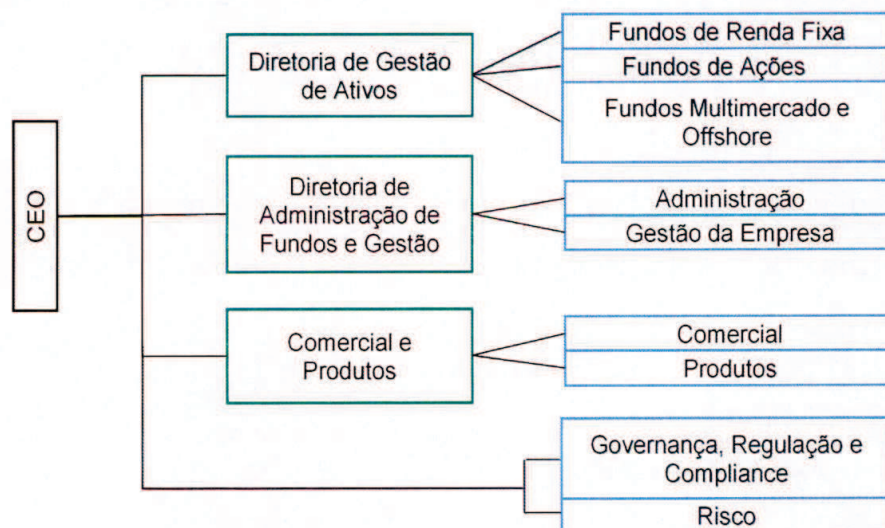 CEO
Diretoria de Gestão
de Ativos
Fundos de Renda Fixa
Fundos de Ações
Fundos Multimercado e
Offshore
Diretoria de
Administração de
Fundos e Gestão
Administração
Gestão da Empresa
Comercial e
Produtos
Comercial
Produtos
Governança, Regulação e
Compliance
Risco